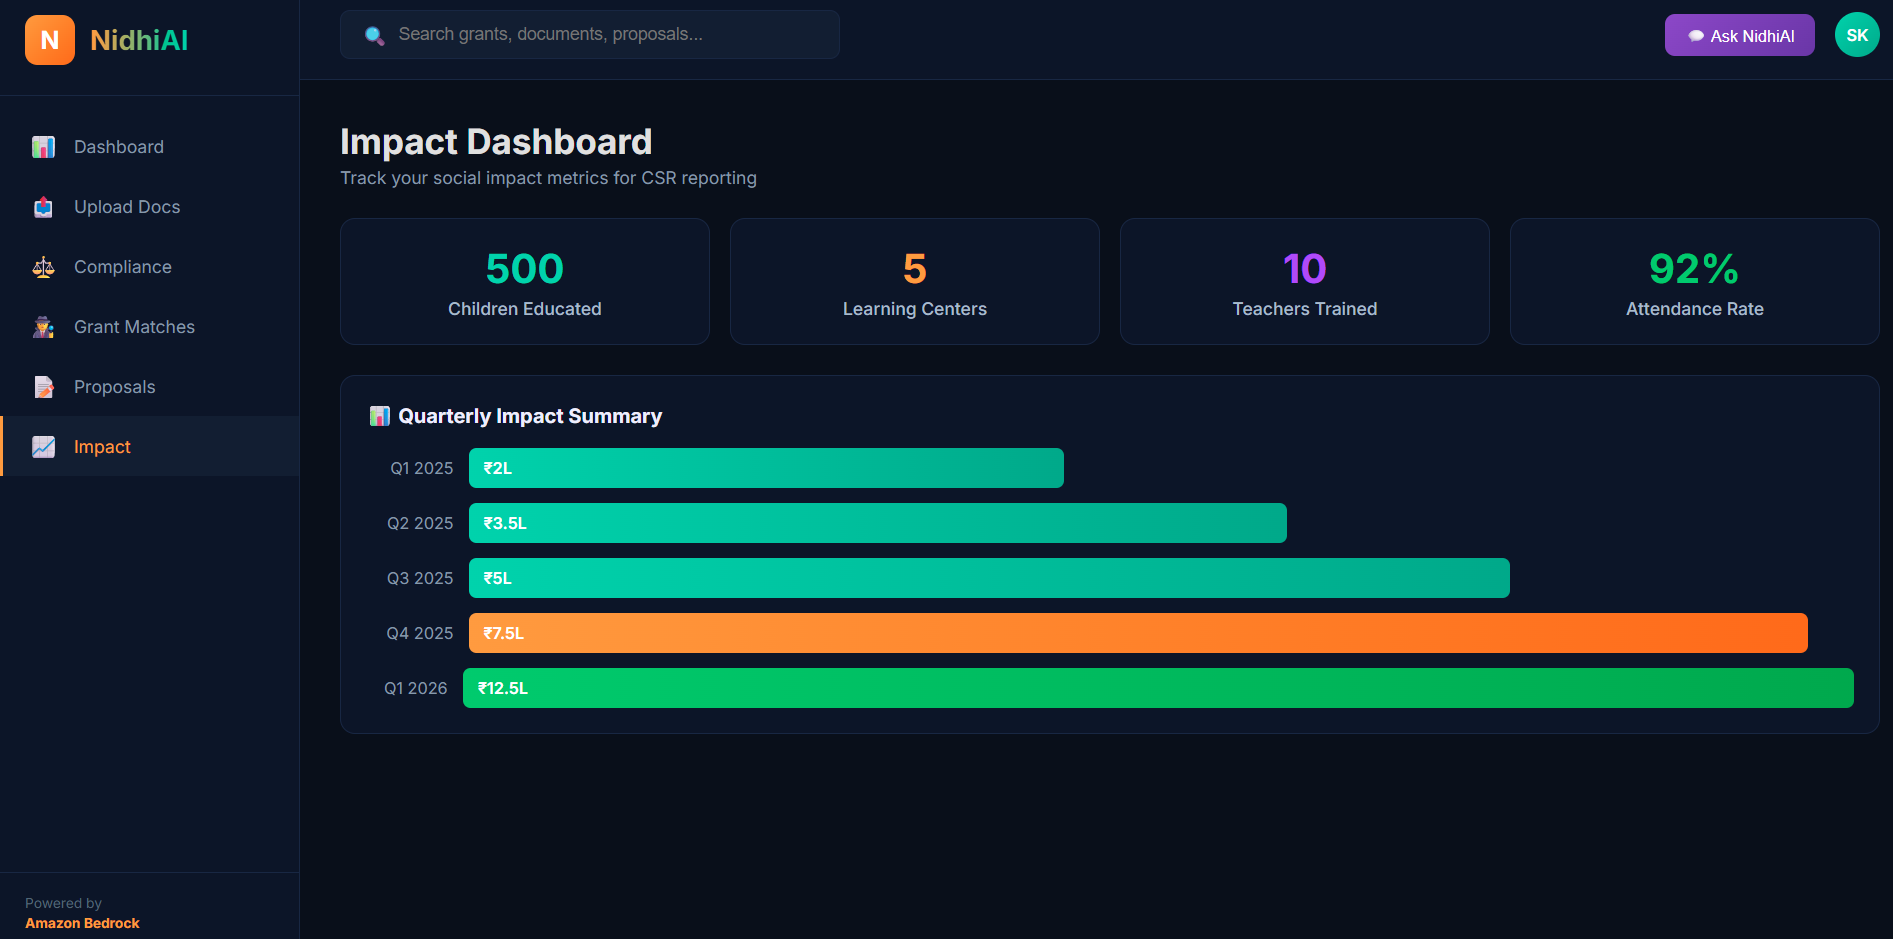 N NidhiAI
Search grants, documents, proposals...
Ask NidhiAI
SK
Dashboard
Upload Docs
Compliance
Grant Matches
Proposals
Impact
Powered by
Amazon Bedrock
Impact Dashboard
Track your social impact metrics for CSR reporting
500
Children Educated
5
Learning Centers
10
Teachers Trained
92%
Attendance Rate
Quarterly Impact Summary
Q1 2025 ₹2L
Q2 2025 ₹3.5L
Q3 2025 ₹5L
Q4 2025 ₹7.5L
Q1 2026 ₹12.5L